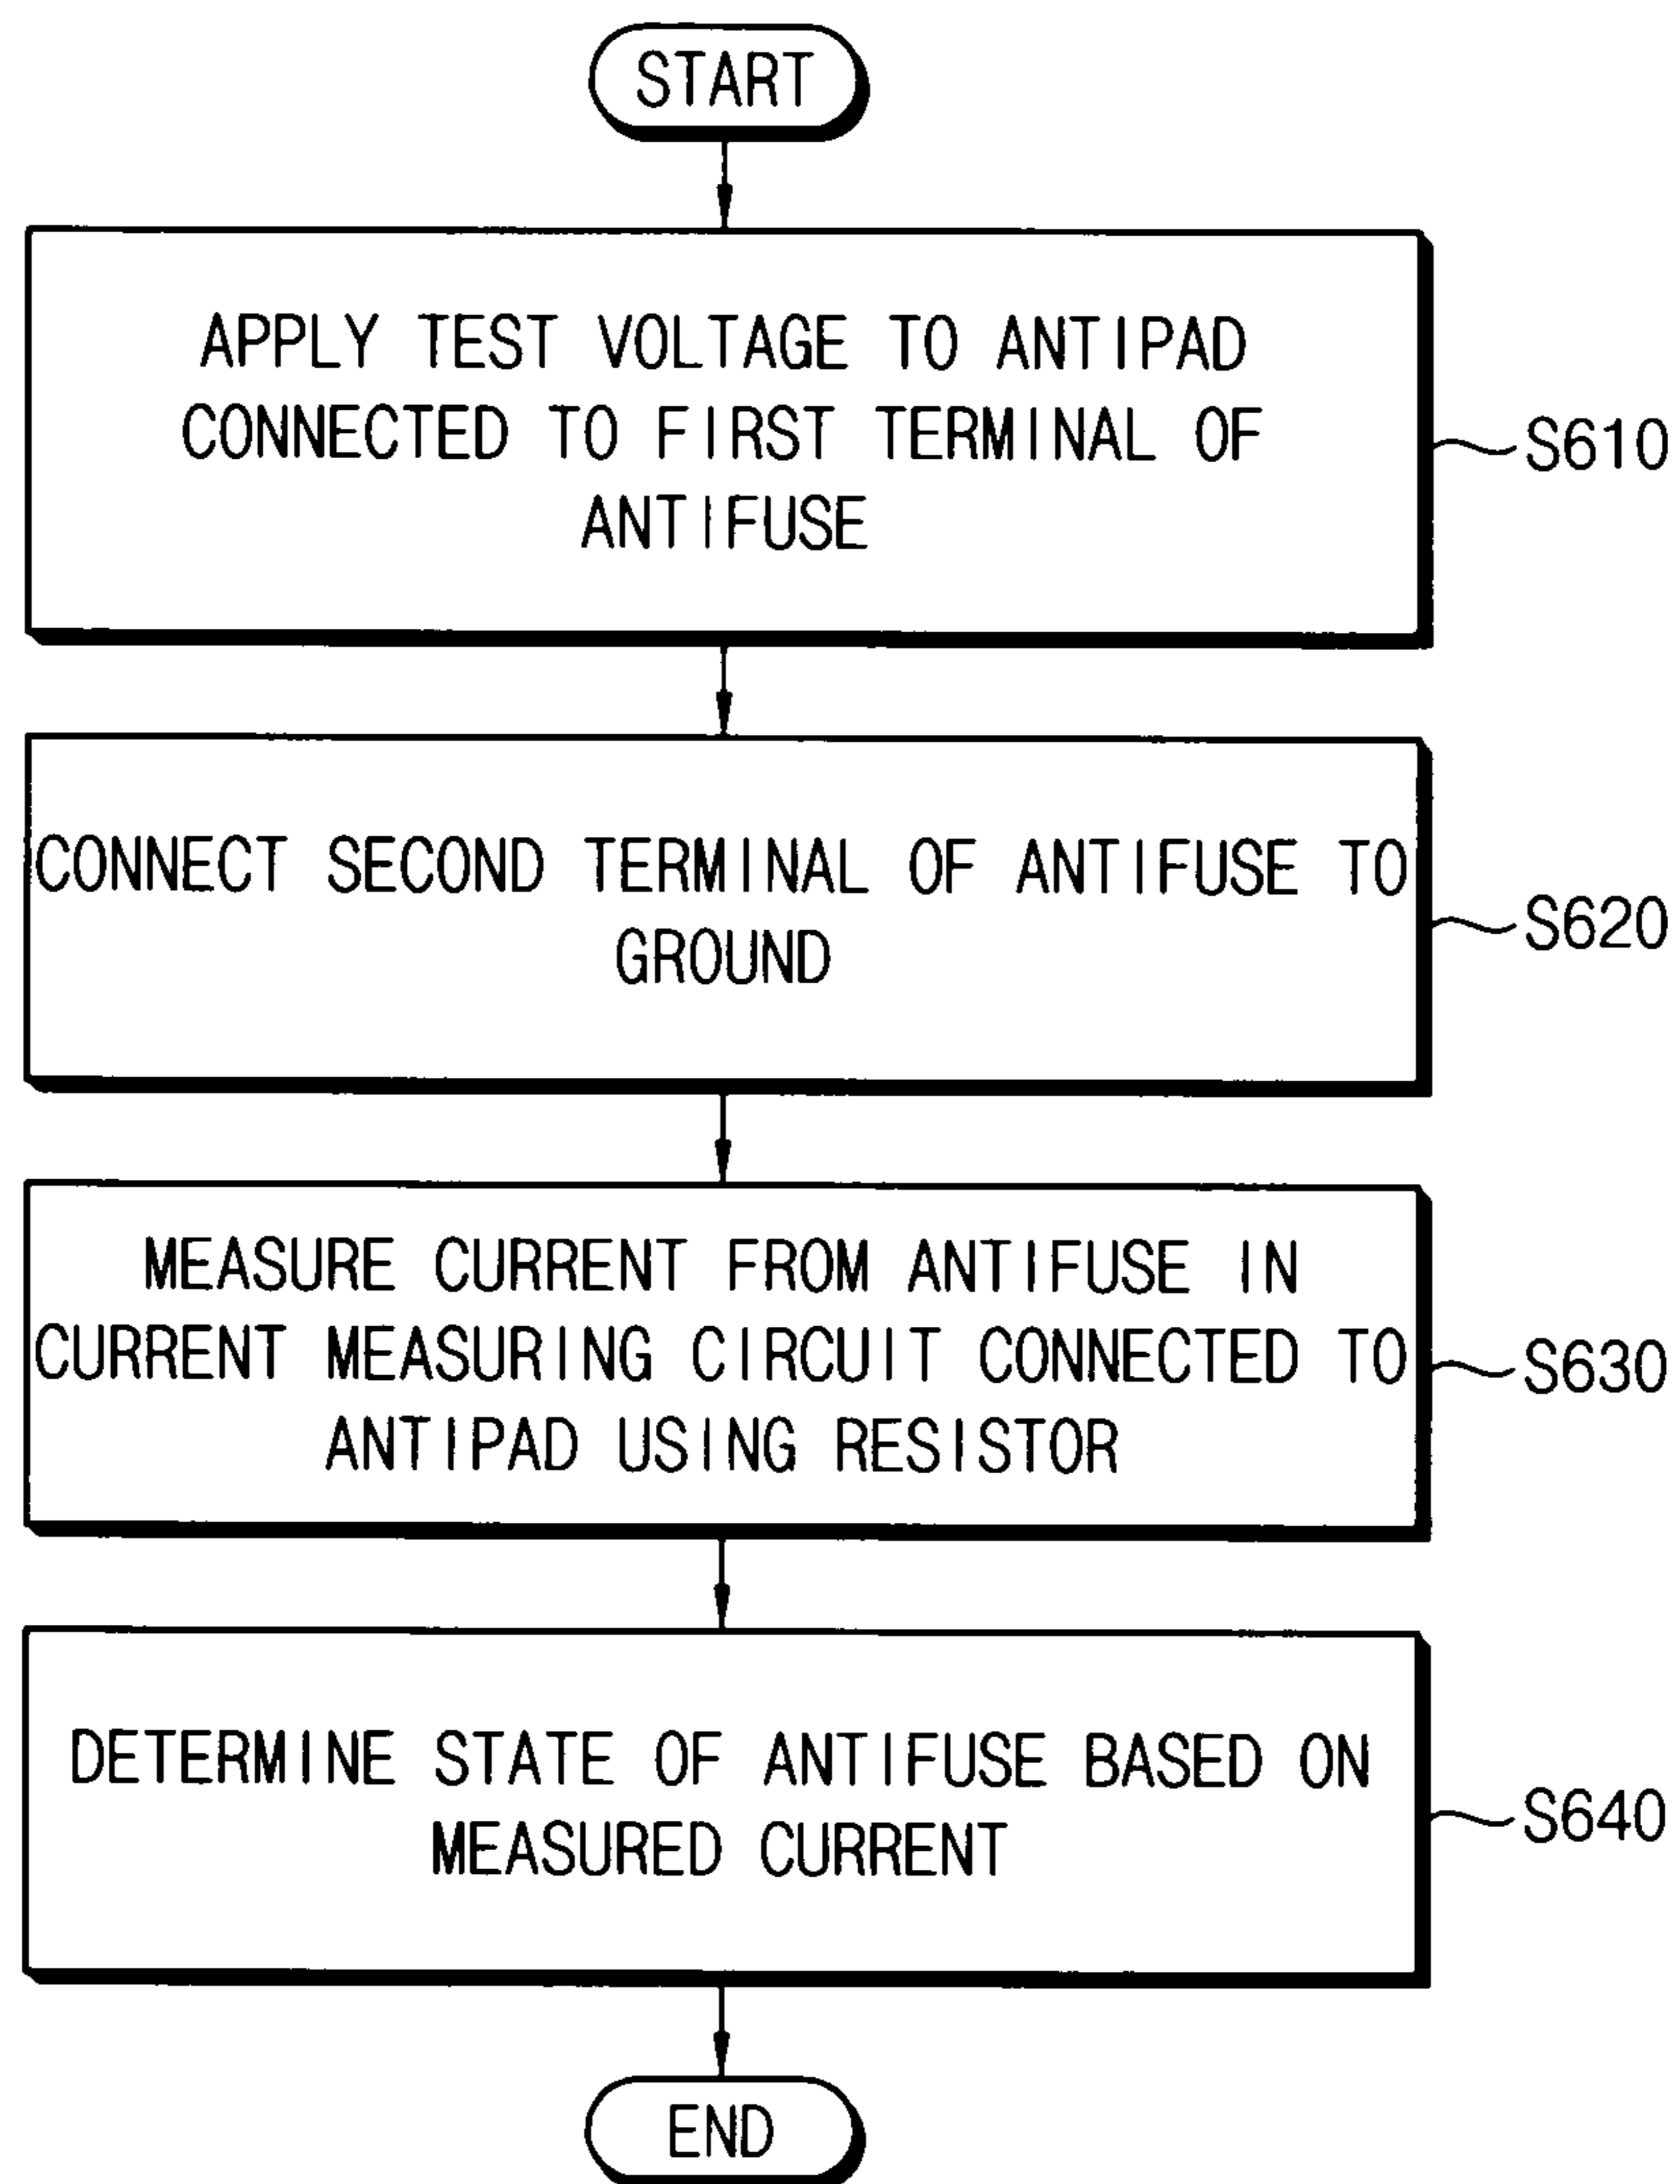 START
APPLY TEST VOLTAGE TO ANTIPAD
CONNECTED TO FIRST TERMINAL OF
ANTIFUSE
S610
CONNECT SECOND TERMINAL OF ANTIFUSE TO
GROUND
S620
MEASURE CURRENT FROM ANTIFUSE IN
CURRENT MEASURING CIRCUIT CONNECTED TO
ANTIPAD USING RESISTOR
S630
DETERMINE STATE OF ANTIFUSE BASED ON
MEASURED CURRENT
S640
END